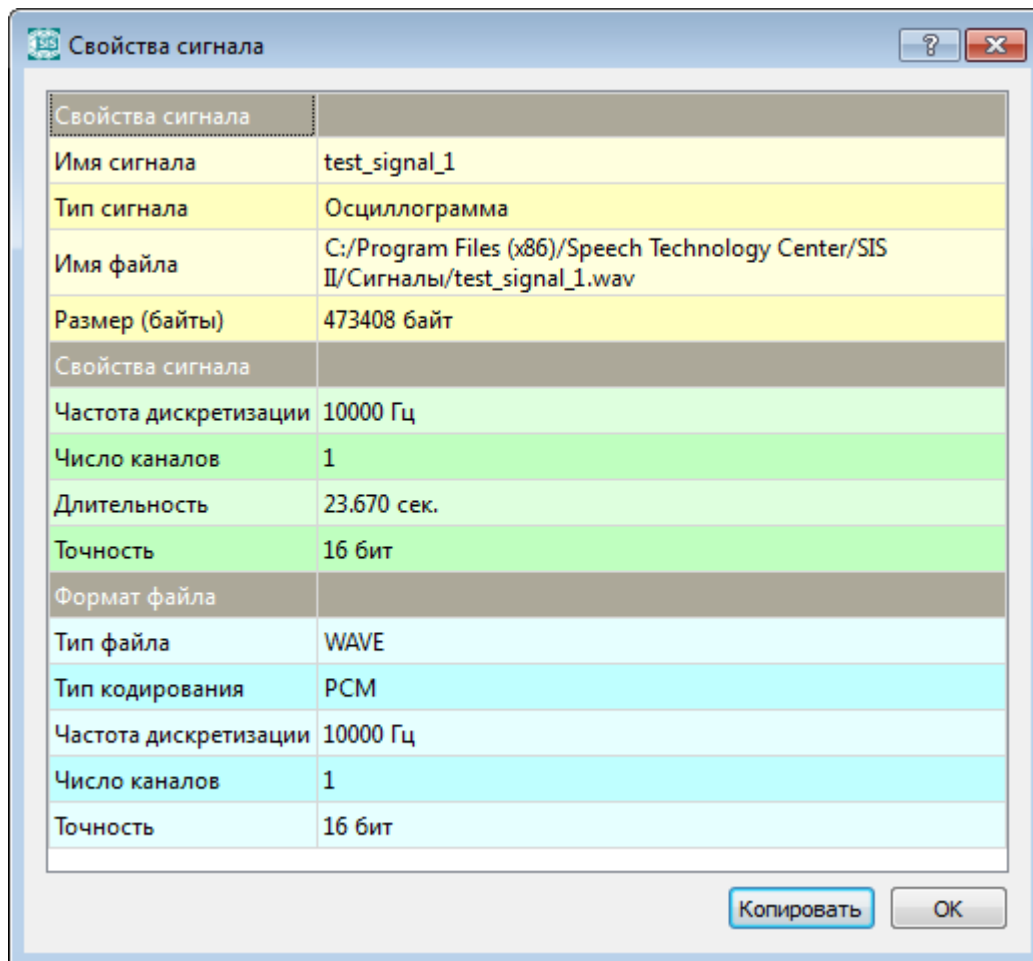 SIS Свойства сигнала
Свойства сигнала
Имя сигнала test_signal_1
Тип сигнала Осциллограмма
Имя файла C:/Program Files (x86)/Speech Technology Center/SIS
II/Сигналы/test_signal_1.wav
Размер (байты) 473408 байт
Свойства сигнала
Частота дискретизации 10000 Гц
Число каналов 1
Длительность 23.670 сек.
Точность 16 бит
Формат файла
Тип файла WAVE
Тип кодирования PCM
Частота дискретизации 10000 Гц
Число каналов 1
Точность 16 бит
Копировать OK